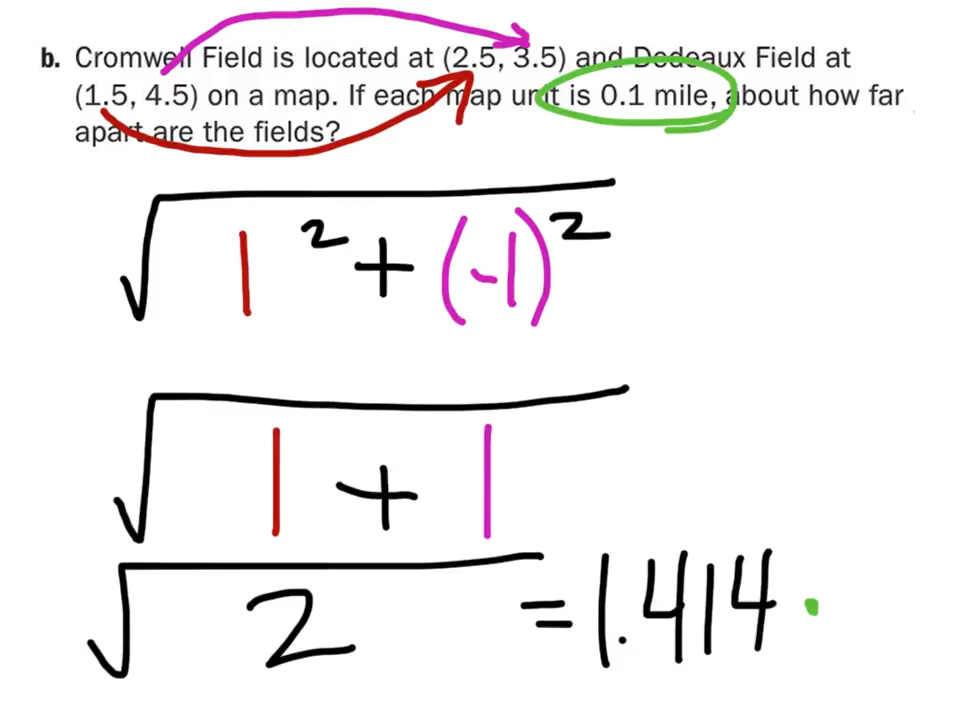 b. Cromwell Field is located at (2.5, 3.5) and Dedeaux Field at
(1.5, 4.5) on a map. If each map unit is 0.1 mile, about how far
apart are the fields?
√1² + (-1)²
√1 + 1
√2 = 1.414 ·